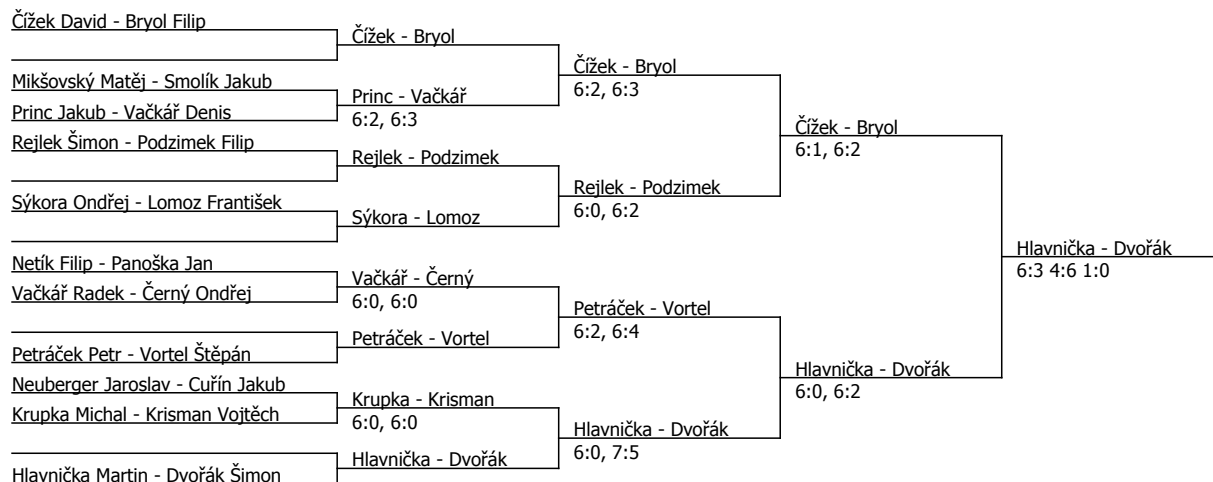 Čížek David - Bryol Filip
Čížek - Bryol
Čížek - Bryol
6:2, 6:3
Mikšovský Matěj - Smolík Jakub
Princ - Vačkář
6:2, 6:3
Princ Jakub - Vačkář Denis
Čížek - Bryol
6:1, 6:2
Rejlek Šimon - Podzimek Filip
Rejlek - Podzimek
Rejlek - Podzimek
6:0, 6:2
Sýkora Ondřej - Lomoz František
Sýkora - Lomoz
Hlavnička - Dvořák
6:3 4:6 1:0
Netík Filip - Panoška Jan
Vačkář - Černý
6:0, 6:0
Vačkář Radek - Černý Ondřej
Petráček - Vortel
6:2, 6:4
Petráček - Vortel
Petráček Petr - Vortel Štěpán
Hlavnička - Dvořák
6:0, 6:2
Neuberger Jaroslav - Cuřín Jakub
Krupka - Krisman
6:0, 6:0
Krupka Michal - Krisman Vojtěch
Hlavnička - Dvořák
6:0, 7:5
Hlavnička - Dvořák
Hlavnička Martin - Dvořák Šimon